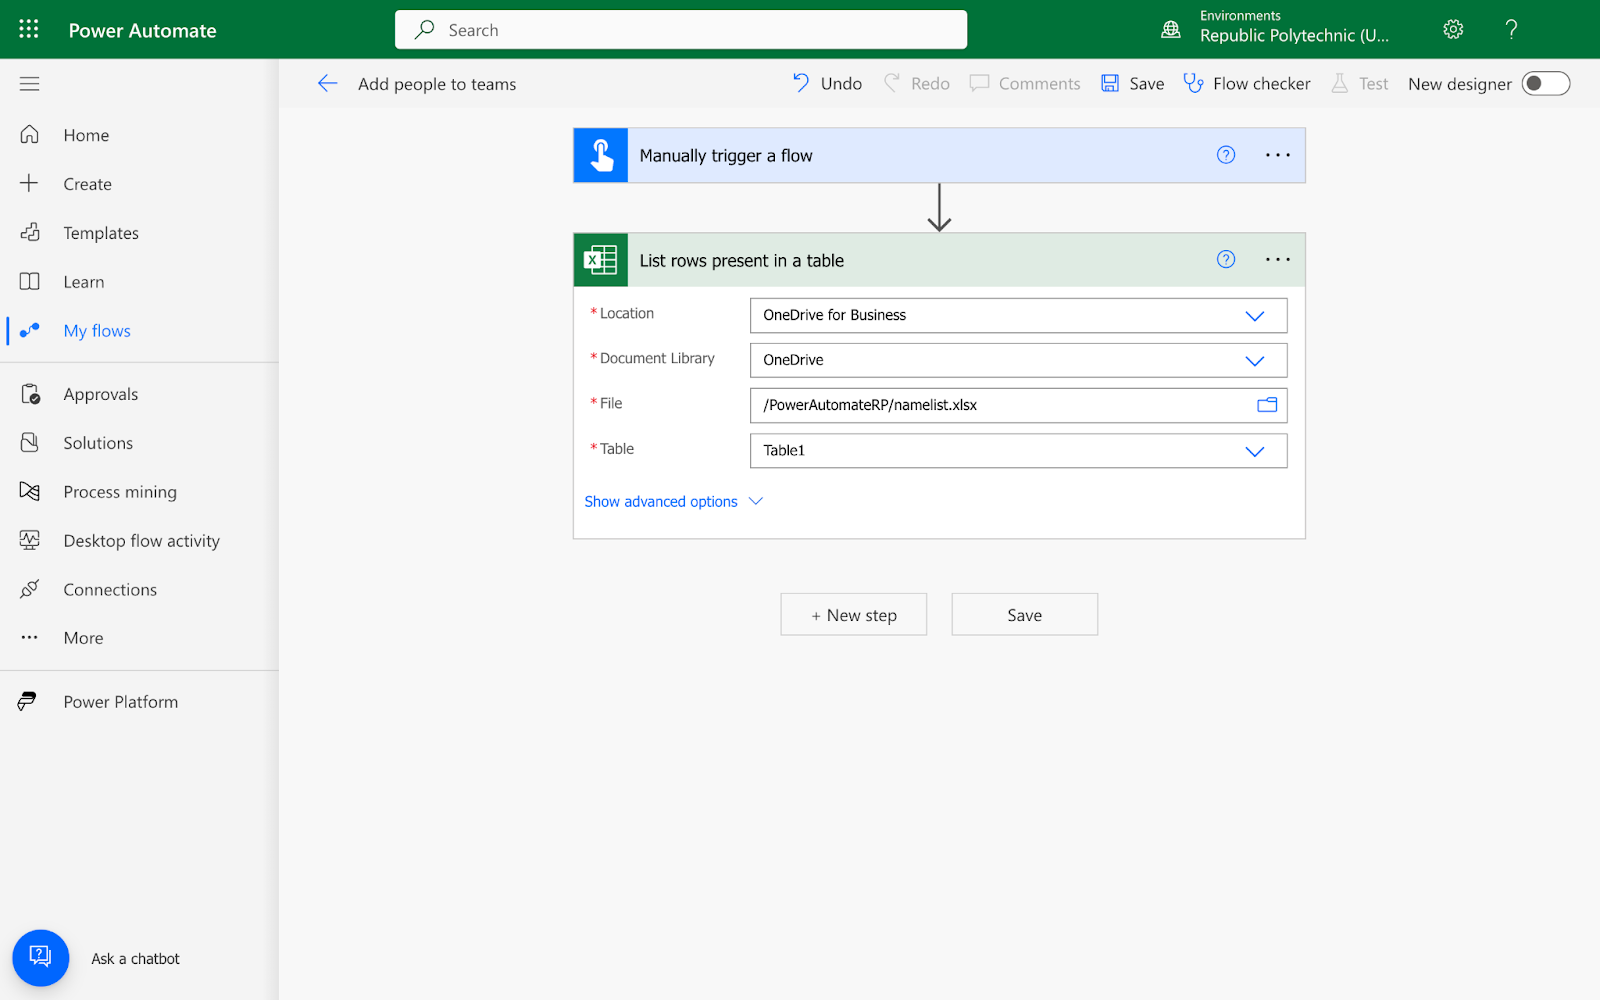 Power Automate
Search
Environments
Republic Polytechnic (U...
Add people to teams
Undo
Redo
Comments
Save
Flow checker
Test
New designer
Home
Create
Templates
Learn
My flows
Approvals
Solutions
Process mining
Desktop flow activity
Connections
More
Power Platform
Ask a chatbot
Manually trigger a flow
List rows present in a table
* Location
OneDrive for Business
* Document Library
OneDrive
* File
/PowerAutomateRP/namelist.xlsx
* Table
Table1
Show advanced options
+ New step
Save